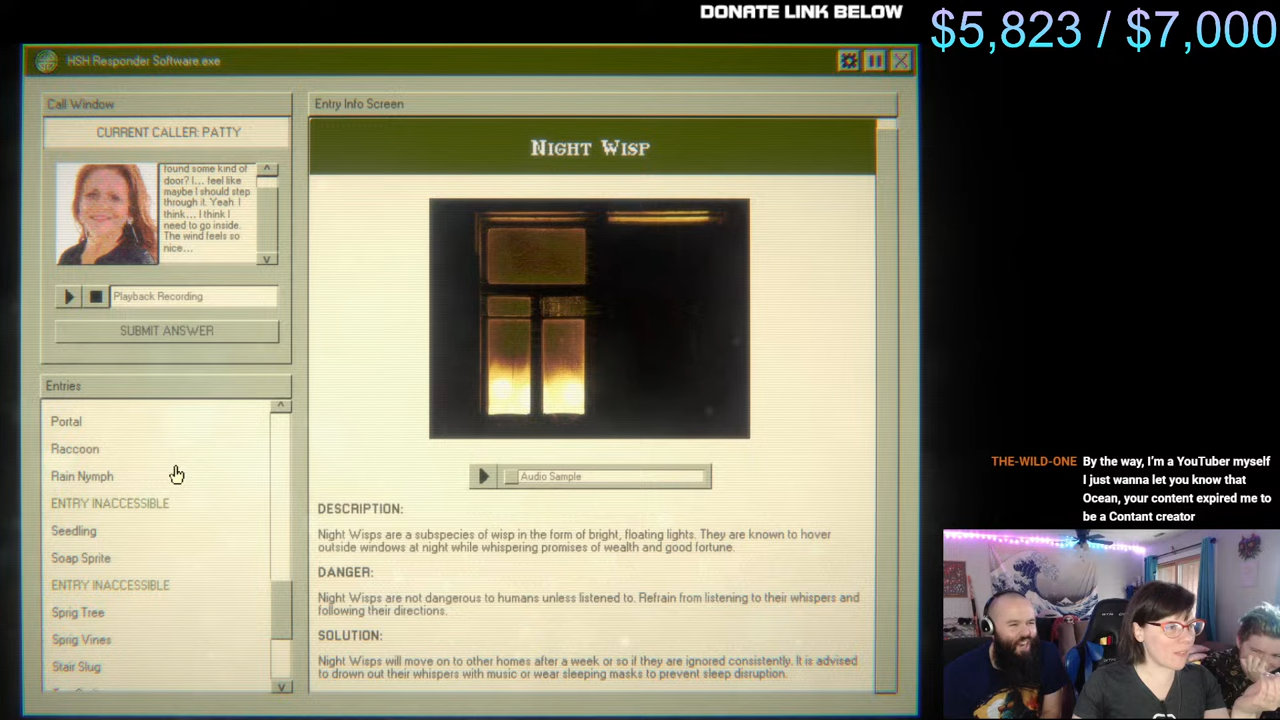 DONATE LINK BELOW
$5,823 / $7,000
HSH Responder Software.exe
Call Window
CURRENT CALLER: PATTY
found some kind of
door? I... feel like
maybe I should step
through it. Yeah. I
think... I think I
need to go inside.
The wind feels so
nice...
Playback Recording
SUBMIT ANSWER
Entries
Portal
Raccoon
Rain Nymph
ENTRY INACCESSIBLE
Seedling
Soap Sprite
ENTRY INACCESSIBLE
Sprig Tree
Sprig Vines
Stair Slug
Entry Info Screen
NIGHT WISP
Audio Sample
DESCRIPTION:
Night Wisps are a subspecies of wisp in the form of bright, floating lights. They are known to hover
outside windows at night while whispering promises of wealth and good fortune.
DANGER:
Night Wisps are not dangerous to humans unless listened to. Refrain from listening to their whispers and
following their directions.
SOLUTION:
Night Wisps will move on to other homes after a week or so if they are ignored consistently. It is advised
to drown out their whispers with music or wear sleeping masks to prevent sleep disruption.
THE-WILD-ONE By the way, I'm a YouTuber myself
I just wanna let you know that
Ocean, your content expired me to
be a Contant creator